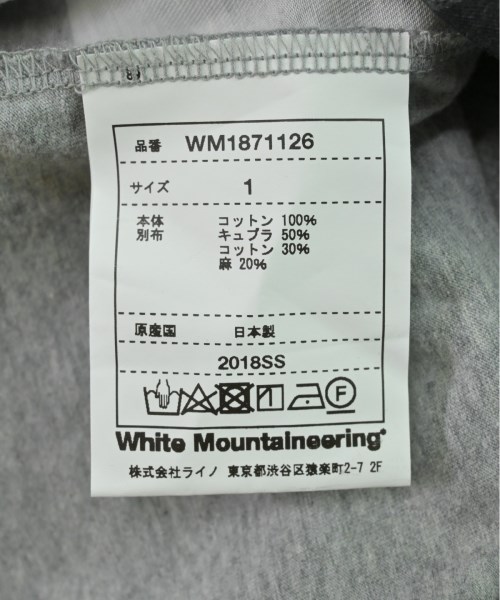 品番 WM1871126
サイズ 1
本体 コットン 100%
別布 キュプラ 50%
コットン 30%
麻 20%
原産国 日本製
2018SS
F
White Mountaineering®
株式会社ライノ 東京都渋谷区猿楽町2-7 2F